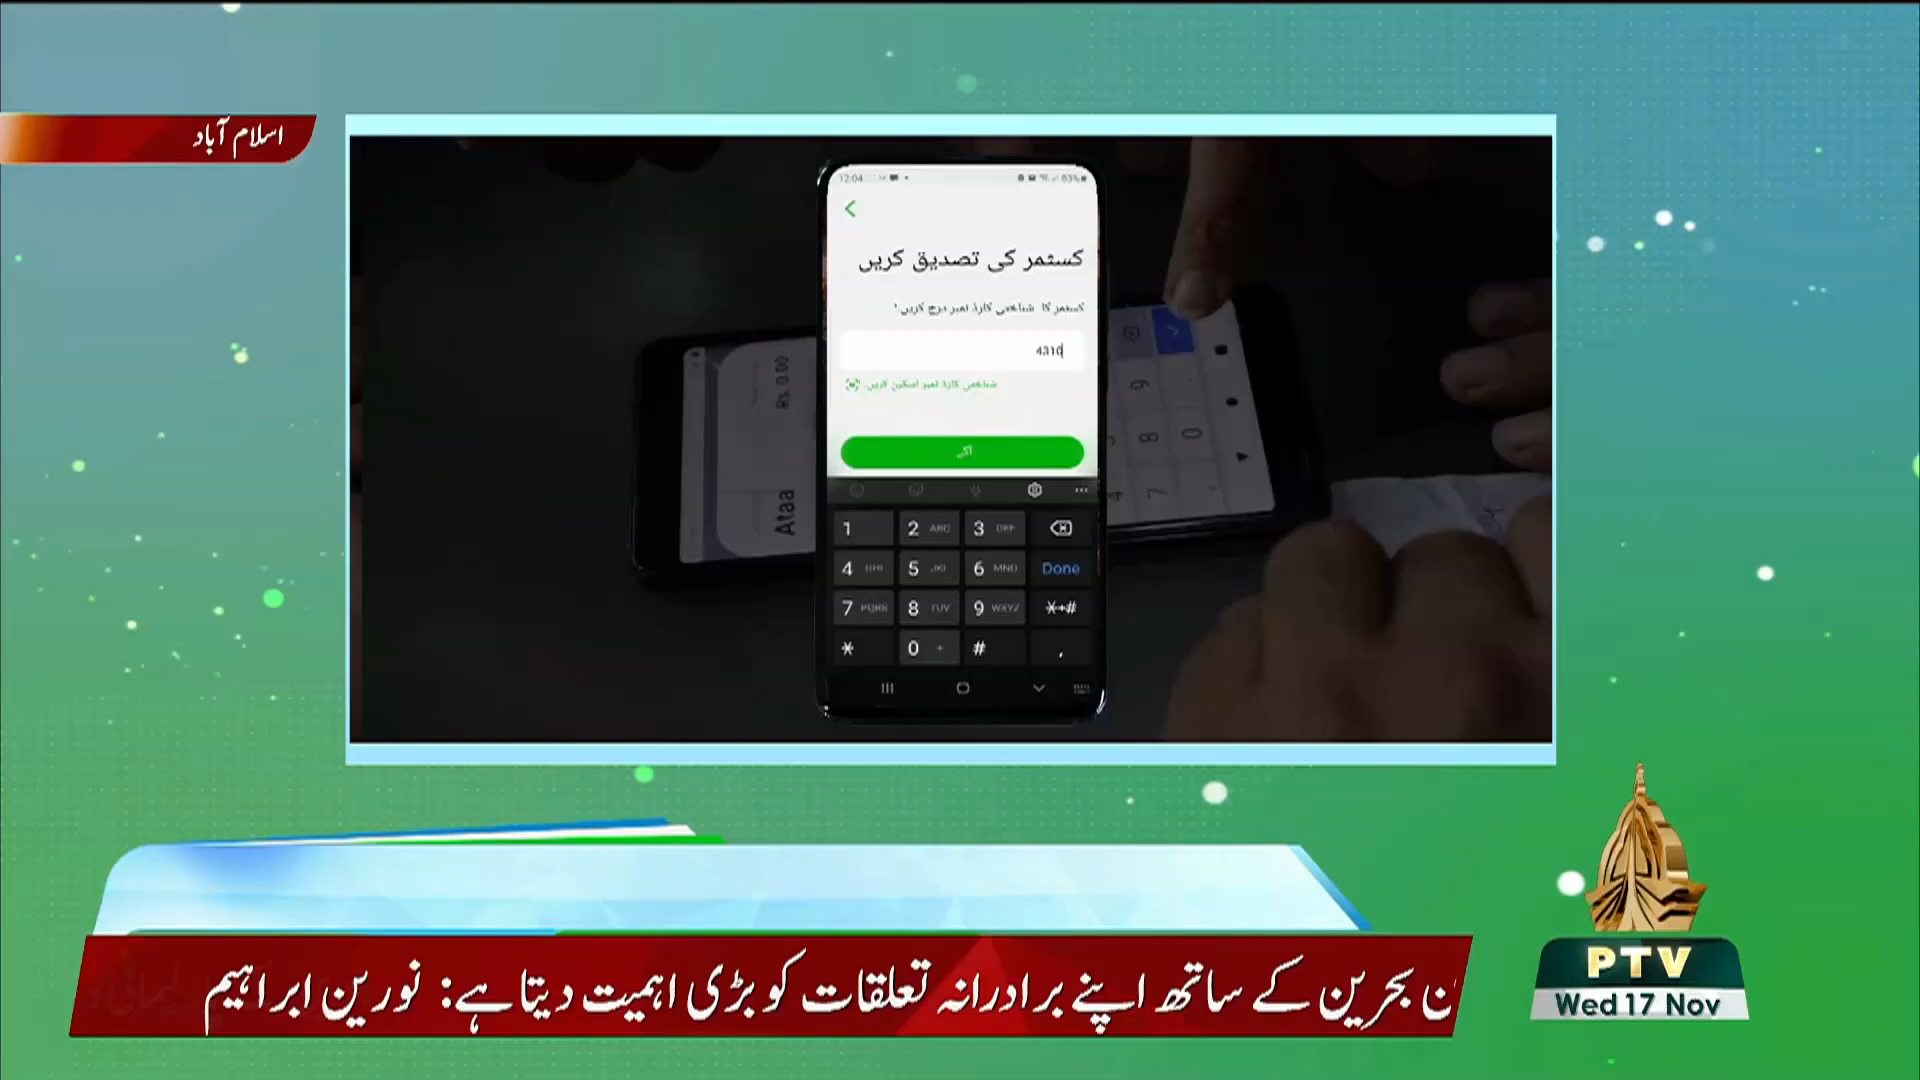 اسلام آباد
12:04
83%
کسٹمر کی تصدیق کریں
کسٹمر کا شناختی کارڈ نمبر درج کریں*
4310
شناختی کارڈ نمبر اسکین کریں
آگے
Rs. 0.00
Ataa
1 2 ABC 3 DEF
4 GHI 5 JKL 6 MNO Done
7 PQRS 8 TUV 9 WXYZ
* 0 + # ,
ن بحرین کے ساتھ اپنے برادرانہ تعلقات کو بڑی اہمیت دیتا ہے: نورین ابراہیم
PTV
Wed 17 Nov